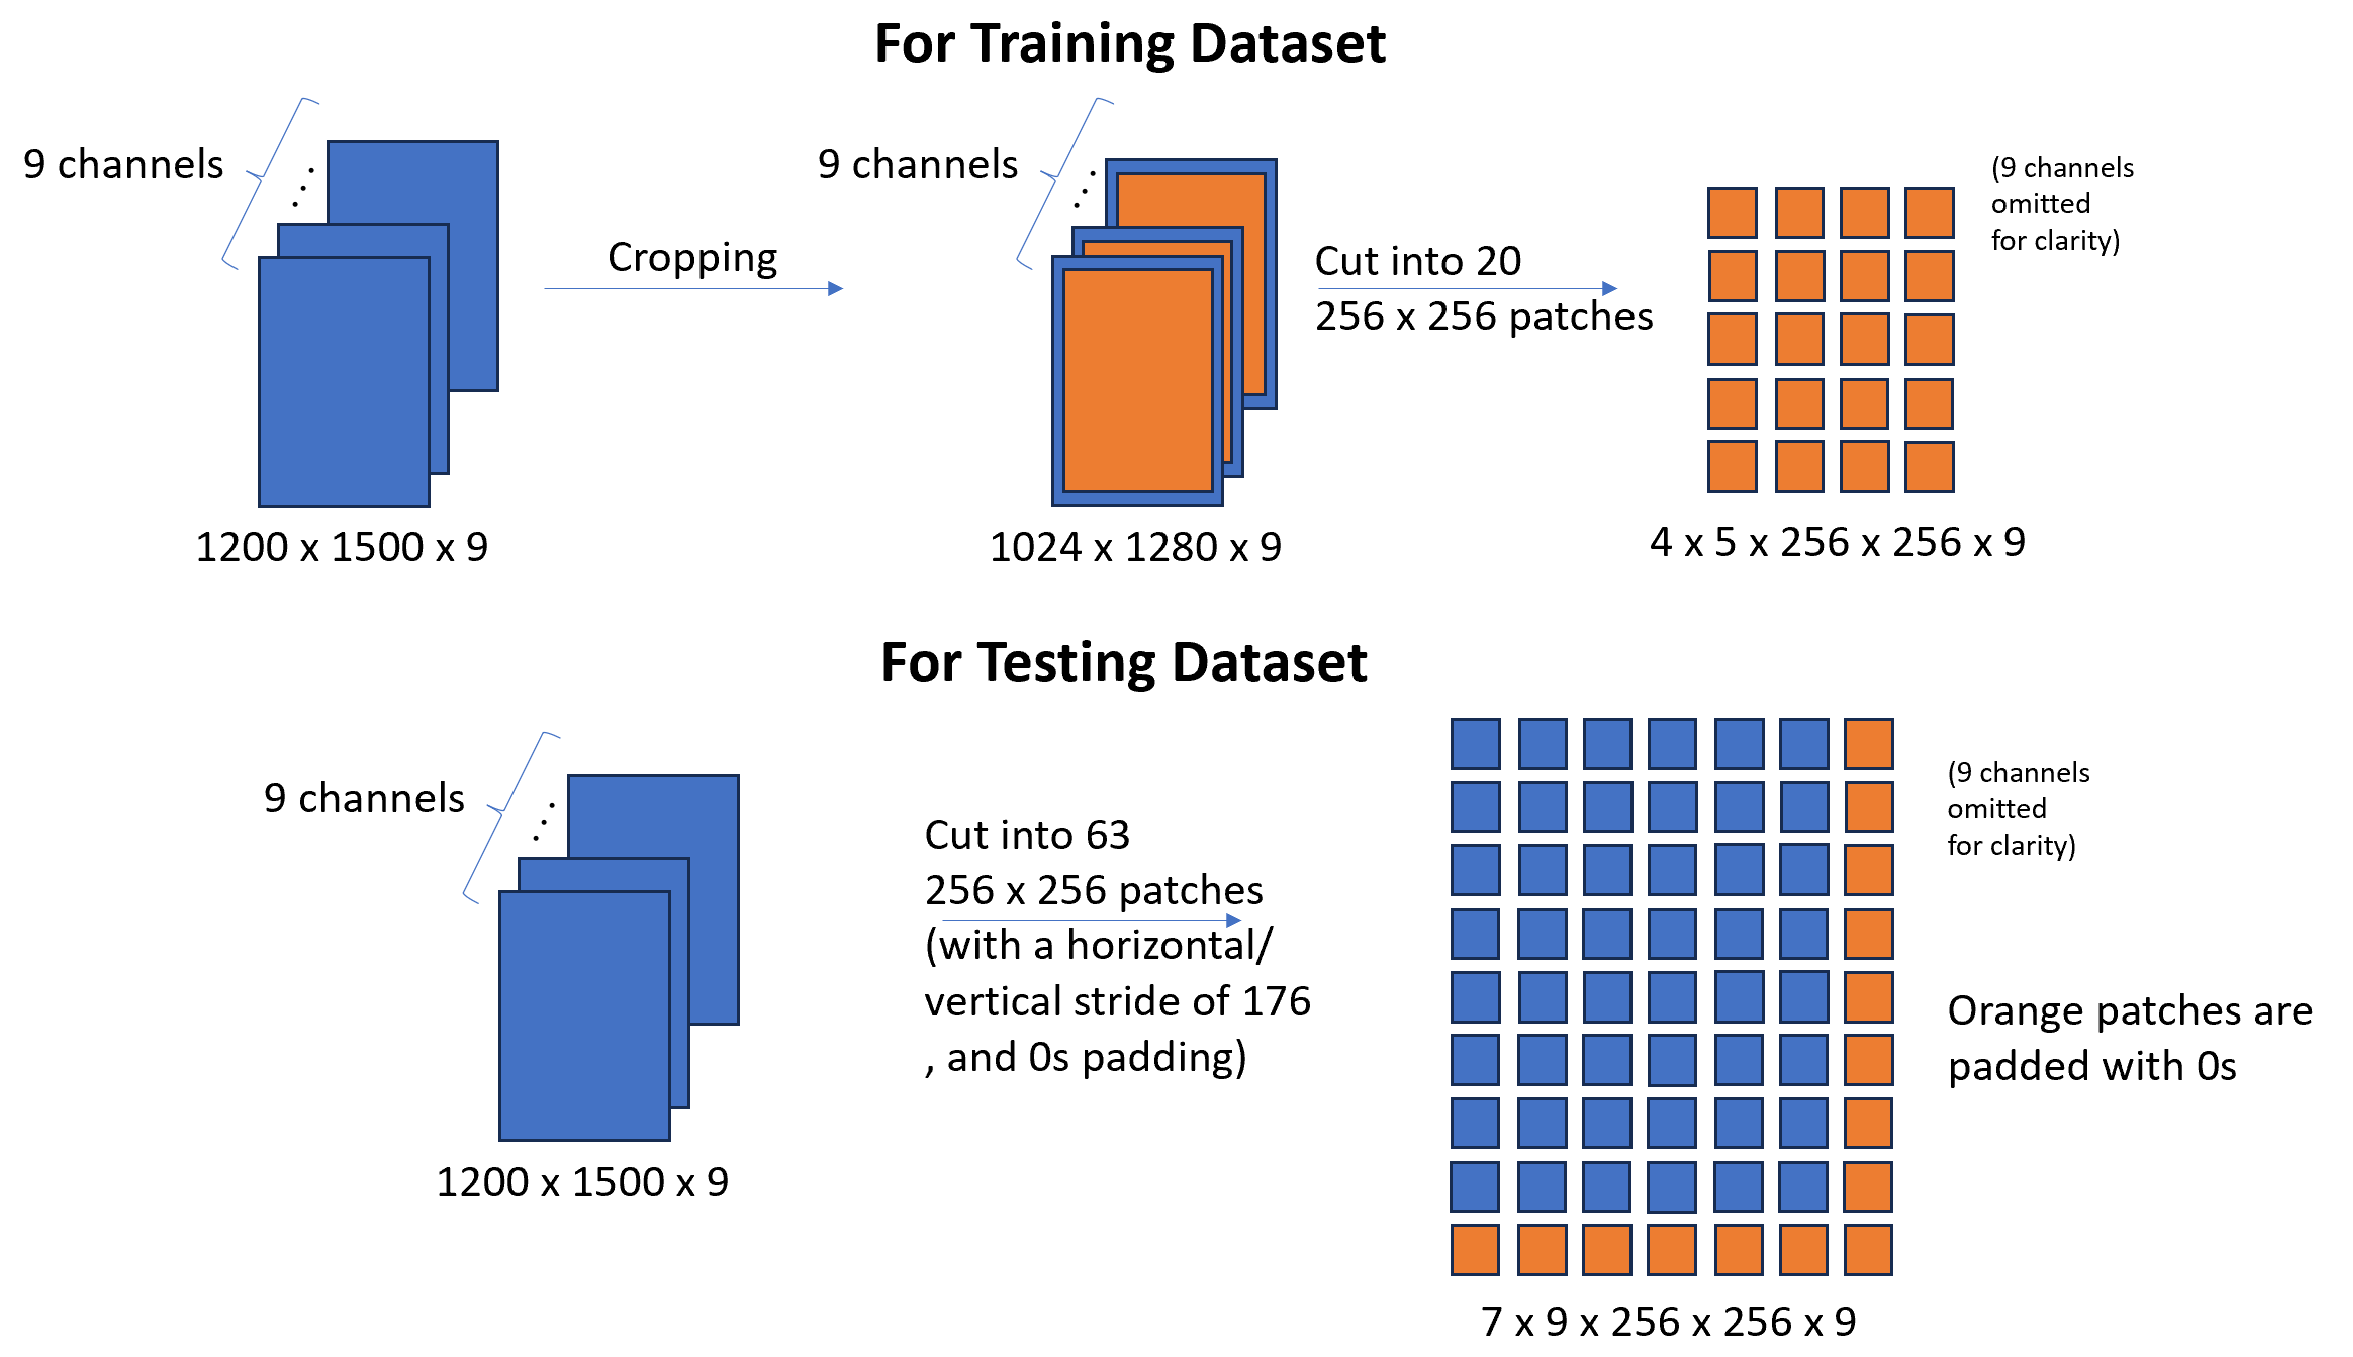 For Training Dataset
9 channels
1200 x 1500 x 9
Cropping
9 channels
1024 x 1280 x 9
Cut into 20
256 x 256 patches
(9 channels
omitted
for clarity)
4 x 5 x 256 x 256 x 9
For Testing Dataset
9 channels
1200 x 1500 x 9
Cut into 63
256 x 256 patches
(with a horizontal/
vertical stride of 176
, and 0s padding)
(9 channels
omitted
for clarity)
Orange patches are
padded with 0s
7 x 9 x 256 x 256 x 9